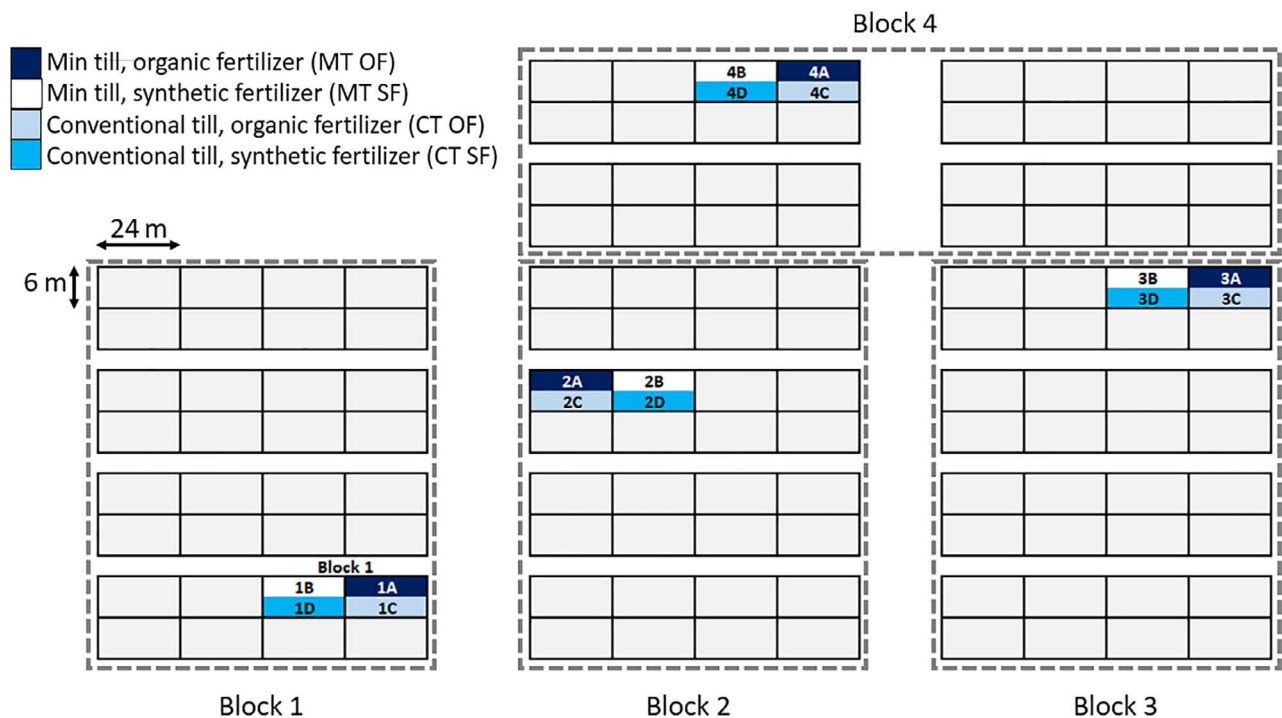 Block 4
Min till, organic fertilizer (MT OF)
Min till, synthetic fertilizer (MT SF)
Conventional till, organic fertilizer (CT OF)
Conventional till, synthetic fertilizer (CT SF)
4B 4A
4D 4C
24 m
6 m
3B 3A
3D 3C
2A 2B
2C 2D
Block 1
1B 1A
1D 1C
Block 1 Block 2 Block 3